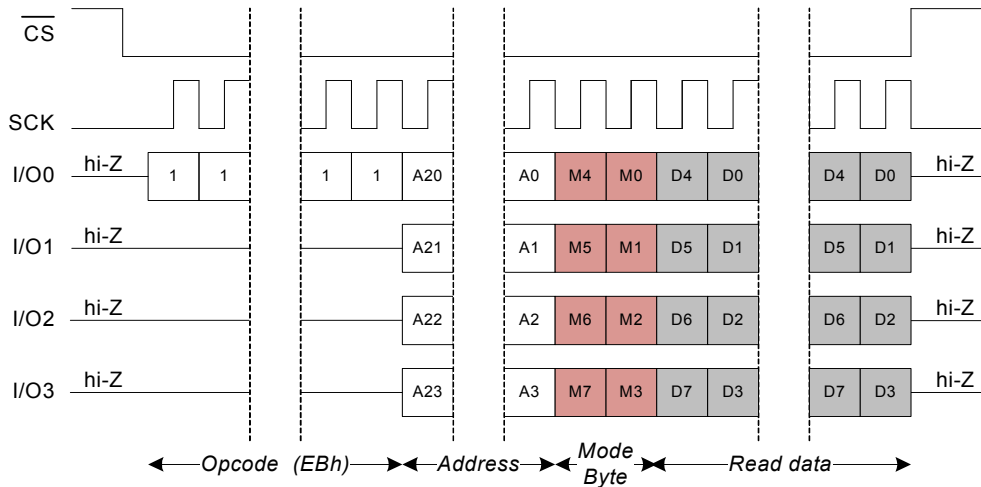 CS
SCK
I/O0 hi-Z 1 1 1 1 A20 A0 M4 M0 D4 D0 D4 D0 hi-Z
I/O1 hi-Z A21 A1 M5 M1 D5 D1 D5 D1 hi-Z
I/O2 hi-Z A22 A2 M6 M2 D6 D2 D6 D2 hi-Z
I/O3 hi-Z A23 A3 M7 M3 D7 D3 D7 D3 hi-Z
Opcode (EBh) Address Mode Byte Read data